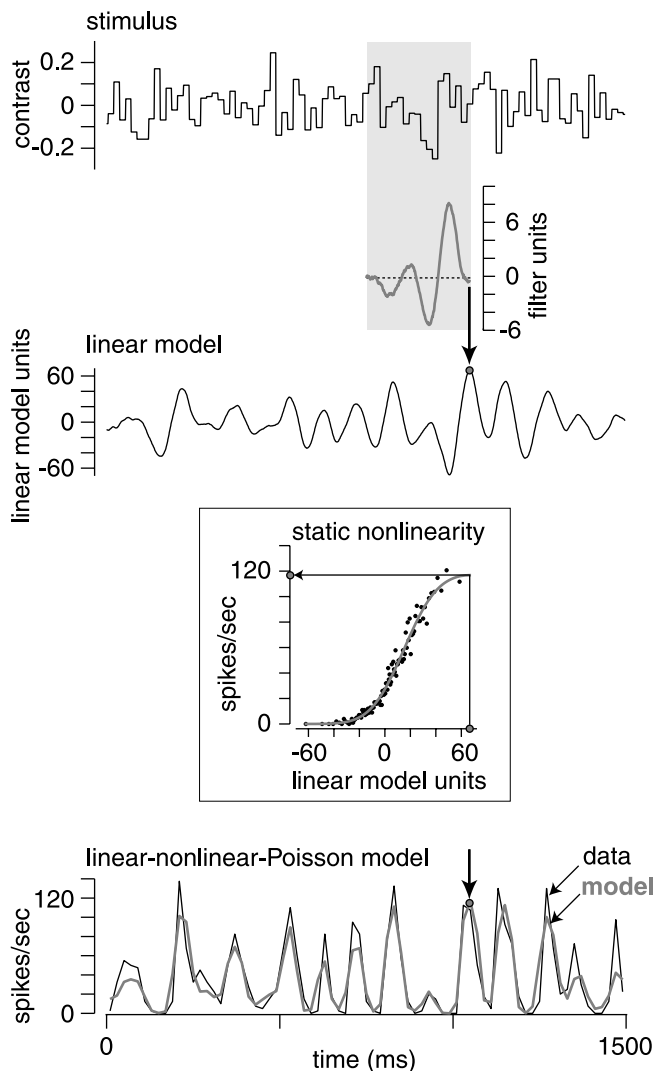 stimulus
contrast
0.2
0
-0.2
6
0
-6
filter units
linear model
linear model units
60
0
-60
static nonlinearity
spikes/sec
120
0
-60 0 60
linear model units
linear-nonlinear-Poisson model
data
model
spikes/sec
120
0
0 1500
time (ms)